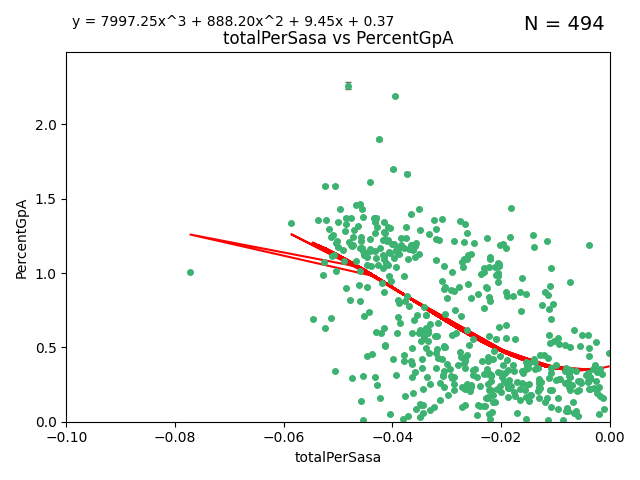 y = 7997.25x^3 + 888.20x^2 + 9.45x + 0.37
N = 494
totalPerSasa vs PercentGpA
PercentGpA
2.0
1.5
1.0
0.5
0.0
−0.10 −0.08 −0.06 −0.04 −0.02 0.00
totalPerSasa